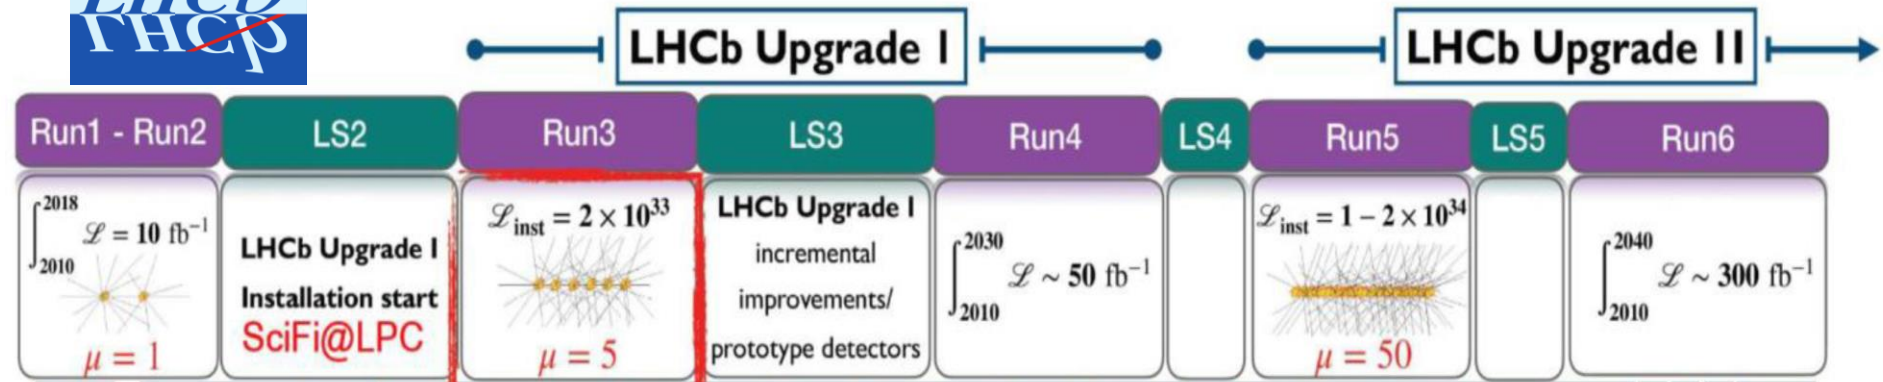 LHCb
LHCb Upgrade I
LHCb Upgrade II
Run1 - Run2
LS2
Run3
LS3
Run4
LS4
Run5
LS5
Run6
∫ 2018 2010 ℒ = 10 fb⁻¹
μ = 1
LHCb Upgrade I
Installation start
SciFi@LPC
ℒinst = 2 × 10³³
μ = 5
LHCb Upgrade I
incremental
improvements/
prototype detectors
∫ 2030 2010 ℒ ~ 50 fb⁻¹
ℒinst = 1 − 2 × 10³⁴
μ = 50
∫ 2040 2010 ℒ ~ 300 fb⁻¹